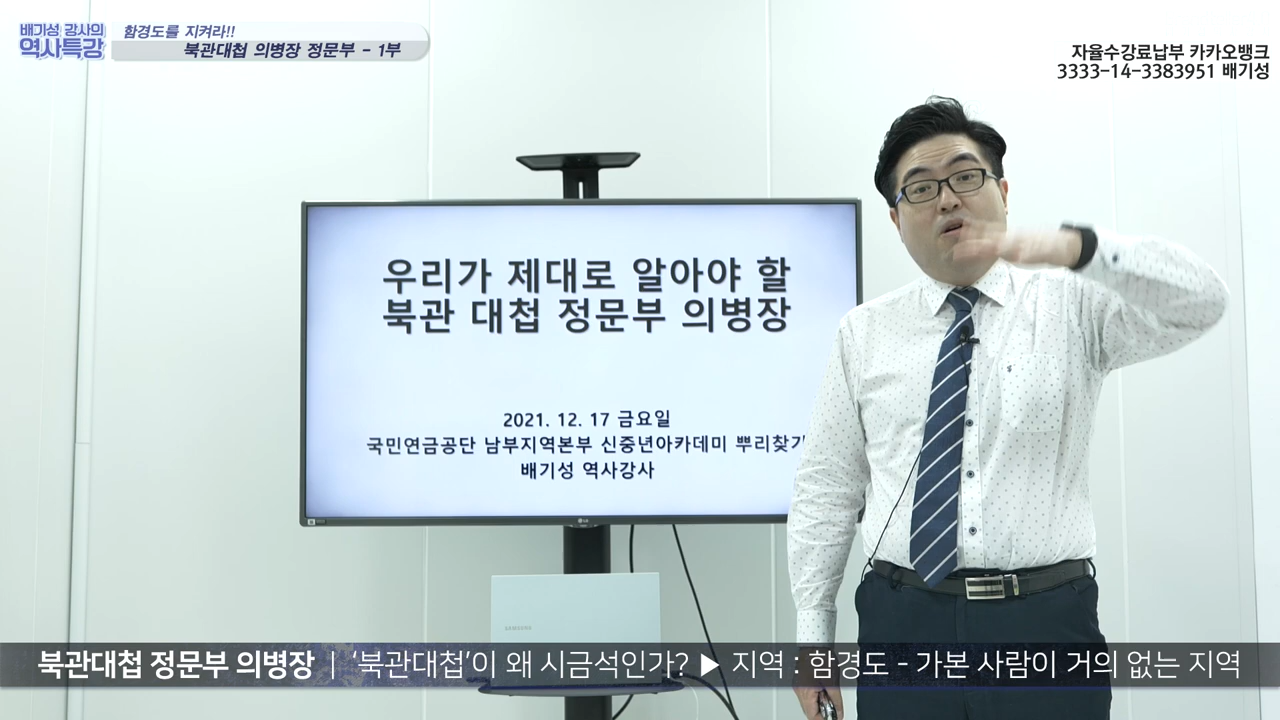 배기성 강사의
역사특강
함경도를 지켜라!!
북관대첩 의병장 정문부 - 1부
자율수강료납부 카카오뱅크
3333-14-3383951 배기성
우리가 제대로 알아야 할
북관 대첩 정문부 의병장
2021. 12. 17 금요일
국민연금공단 남부지역본부 신중년아카데미 뿌리찾기
배기성 역사강사
LG
SAMSUNG
북관대첩 정문부 의병장 | ‘북관대첩’이 왜 시금석인가? ▶ 지역 : 함경도 - 가본 사람이 거의 없는 지역